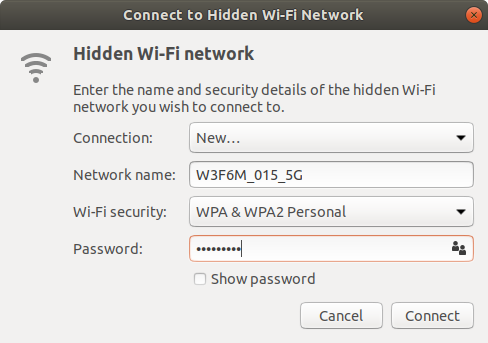 Connect to Hidden Wi-Fi Network
Hidden Wi-Fi network
Enter the name and security details of the hidden Wi-Fi
network you wish to connect to.
Connection: New...
Network name: W3F6M_015_5G
Wi-Fi security: WPA & WPA2 Personal
Password: •••••••••
Show password
Cancel Connect